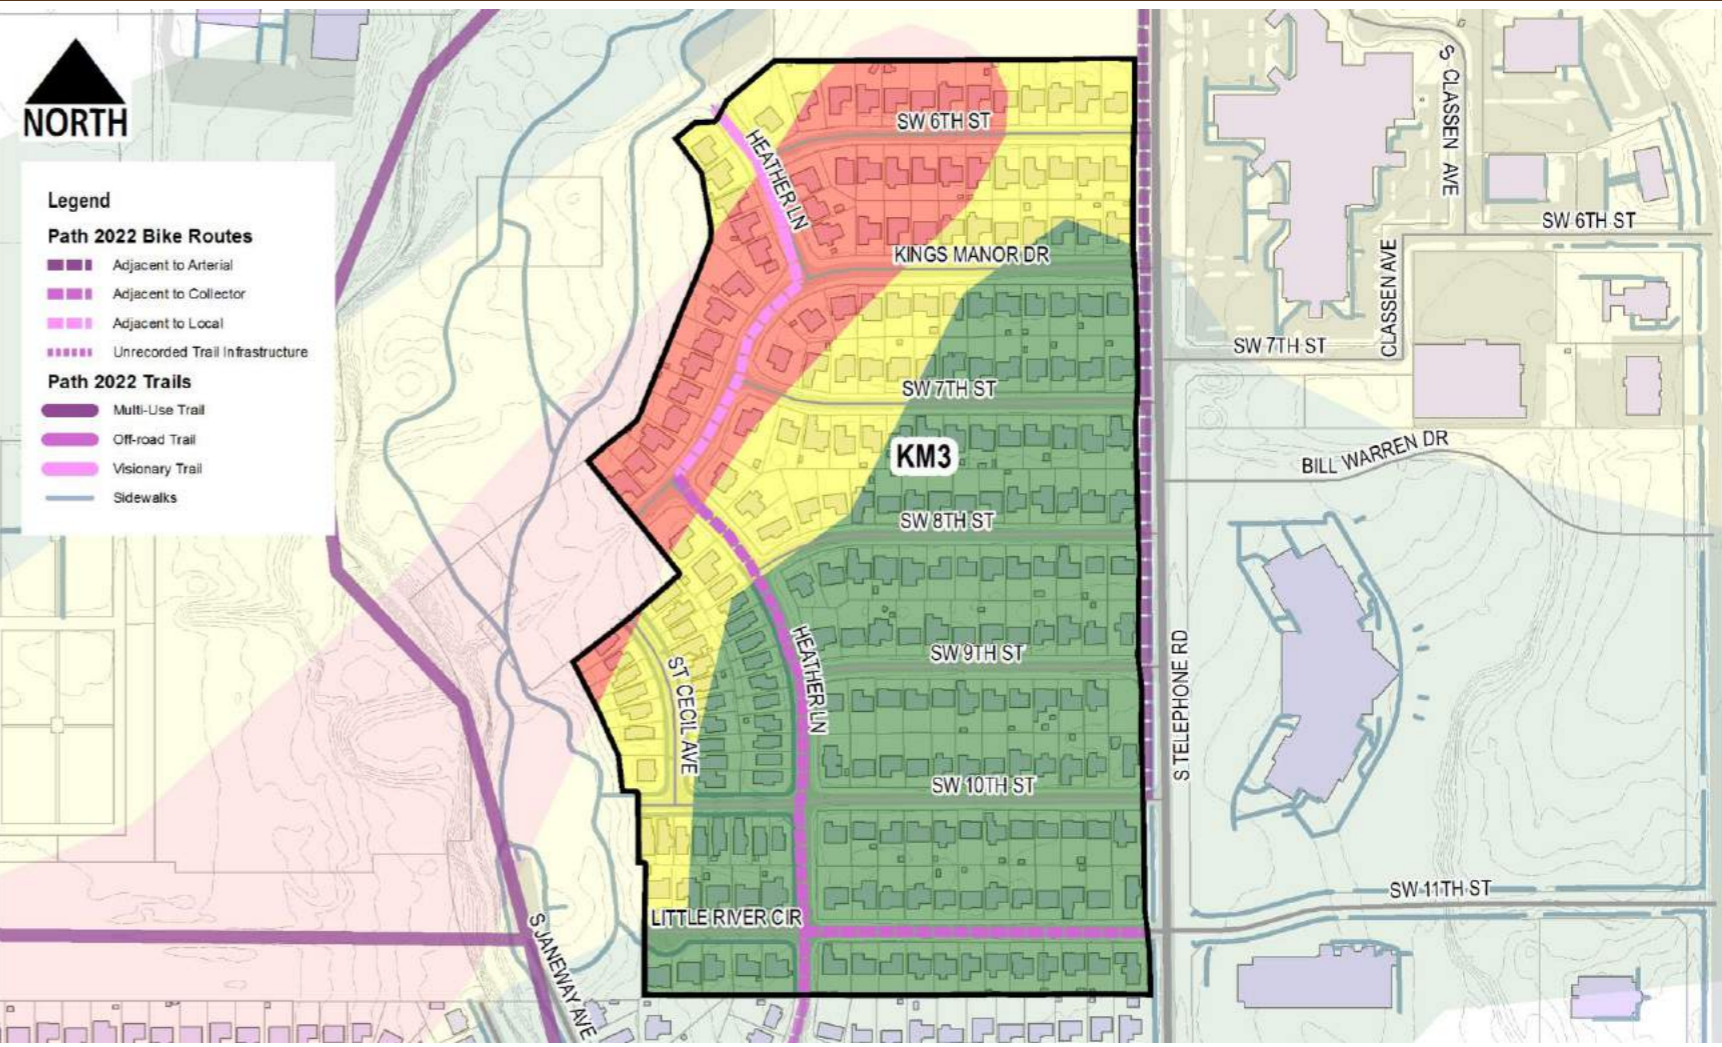 NORTH
Legend
Path 2022 Bike Routes
Adjacent to Arterial
Adjacent to Collector
Adjacent to Local
Unrecorded Trail Infrastructure
Path 2022 Trails
Multi-Use Trail
Off-road Trail
Visionary Trail
Sidewalks
SW 6TH ST
HEATHER LN
KINGS MANOR DR
SW 7TH ST
KM3
SW 8TH ST
HEATHER LN
SW 9TH ST
ST CECIL AVE
SW 10TH ST
LITTLE RIVER CIR
S JANEWAY AVE
S TELEPHONE RD
S CLASSEN AVE
SW 6TH ST
CLASSEN AVE
SW 7TH ST
BILL WARREN DR
SW 11TH ST